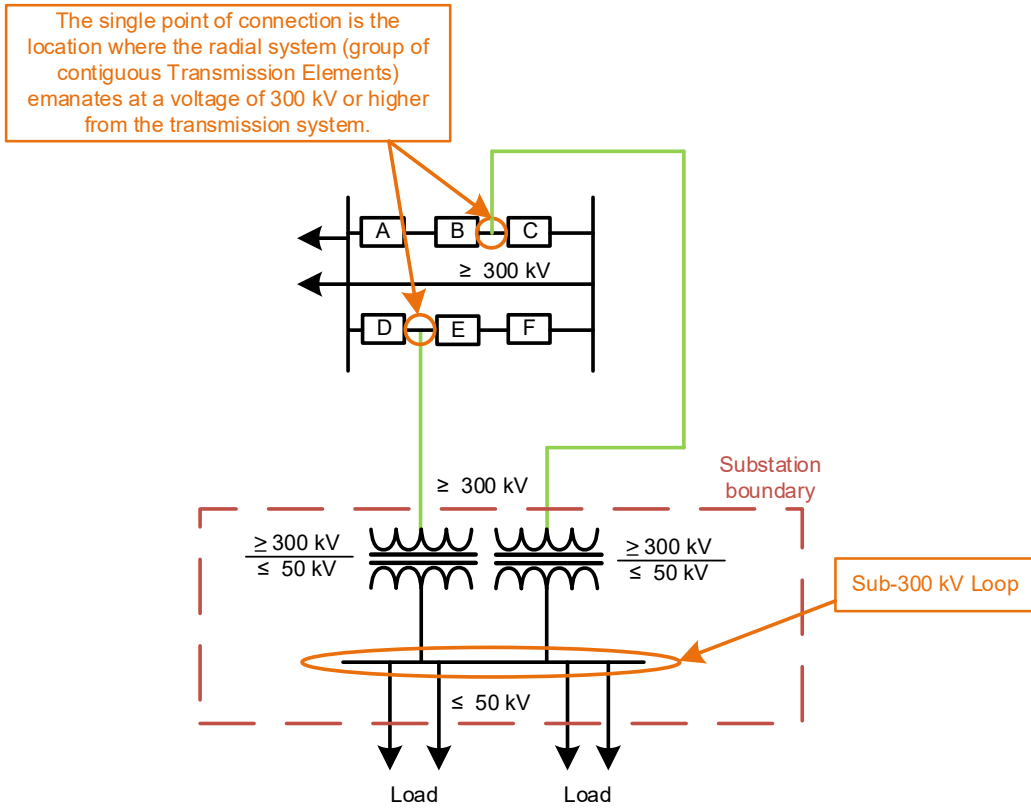 The single point of connection is the
location where the radial system (group of
contiguous Transmission Elements)
emanates at a voltage of 300 kV or higher
from the transmission system.
A
B
C
≥ 300 kV
D
E
F
Substation
boundary
≥ 300 kV
≥ 300 kV
≤ 50 kV
≥ 300 kV
≤ 50 kV
Sub-300 kV Loop
≤ 50 kV
Load
Load